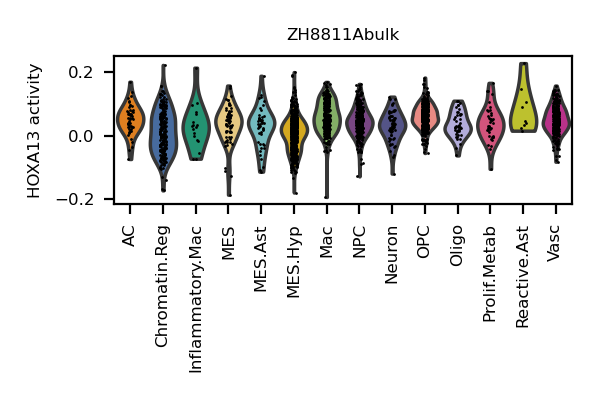 ZH8811Abulk
HOXA13 activity
0.2
0.0
−0.2
AC
Chromatin.Reg
Inflammatory.Mac
MES
MES.Ast
MES.Hyp
Mac
NPC
Neuron
OPC
Oligo
Prolif.Metab
Reactive.Ast
Vasc